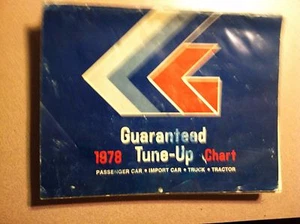 Guaranteed
1978 Tune-Up Chart
PASSENGER CAR • IMPORT CAR • TRUCK • TRACTOR